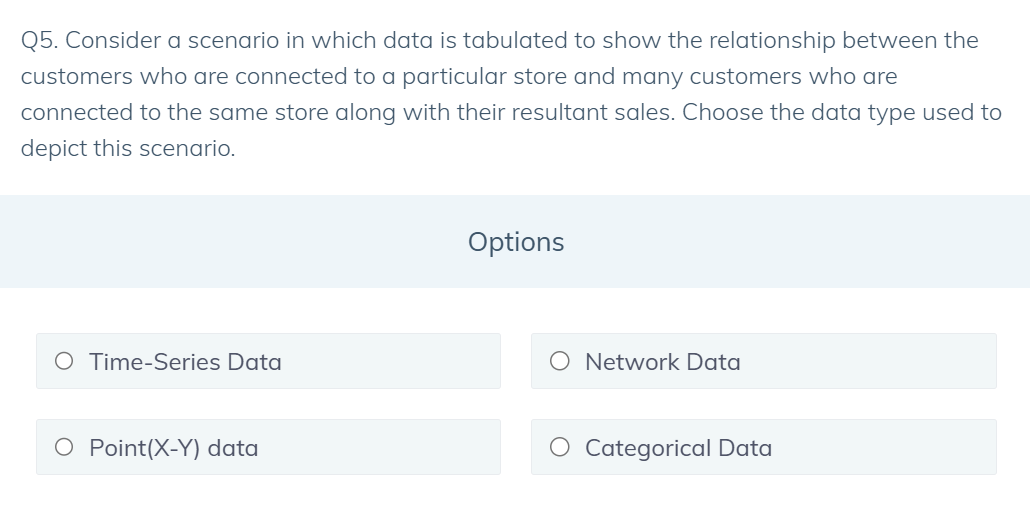 Q5. Consider a scenario in which data is tabulated to show the relationship between the
customers who are connected to a particular store and many customers who are
connected to the same store along with their resultant sales. Choose the data type used to
depict this scenario.
Options
Time-Series Data
Network Data
Point(X-Y) data
Categorical Data